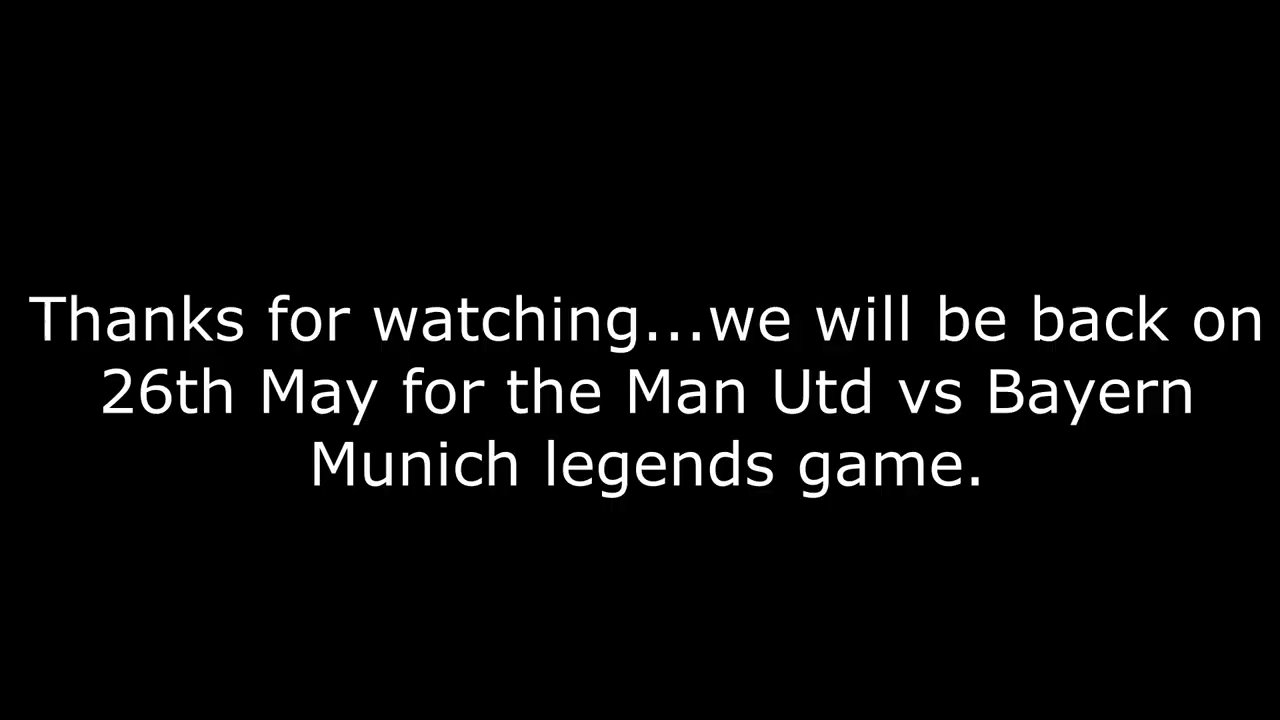 Thanks for watching...we will be back on
26th May for the Man Utd vs Bayern
Munich legends game.